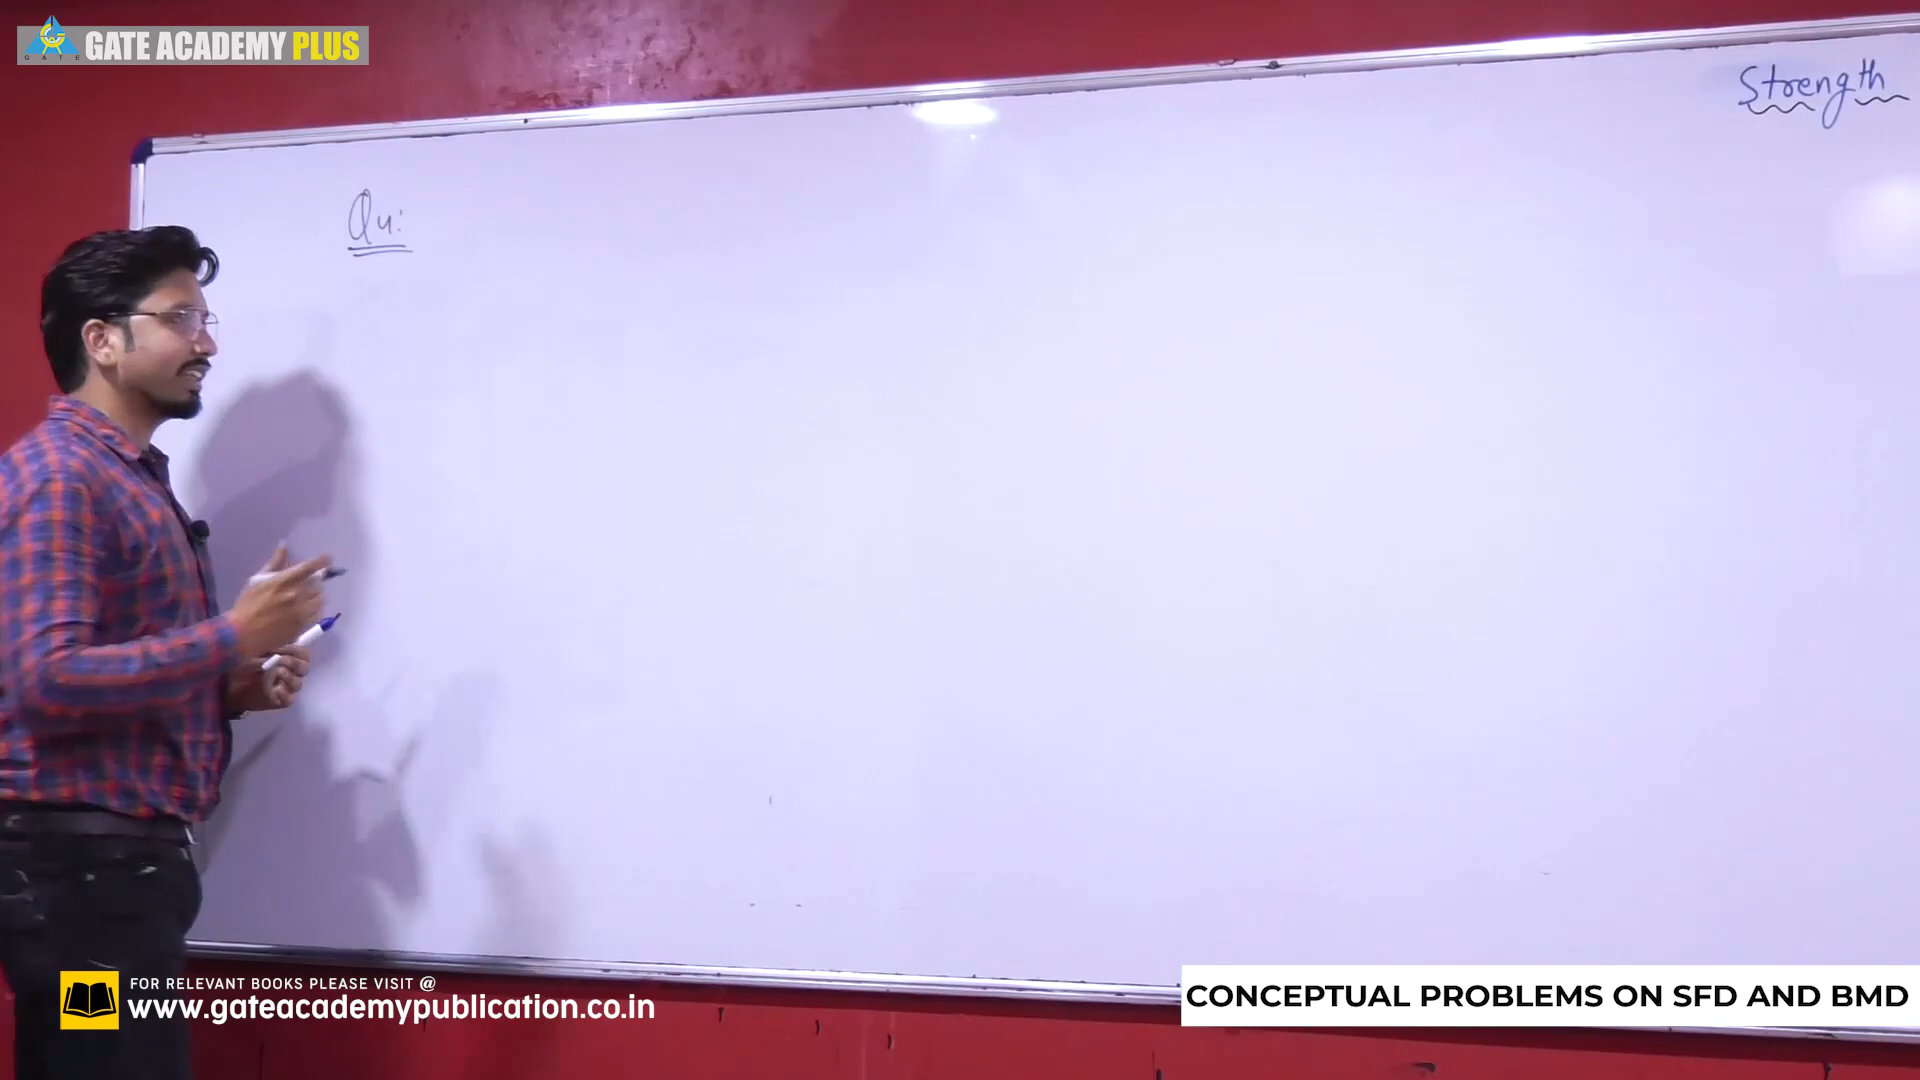 GATE ACADEMY PLUS
GATE
Strength
Qu:
FOR RELEVANT BOOKS PLEASE VISIT @
www.gateacademypublication.co.in
CONCEPTUAL PROBLEMS ON SFD AND BMD